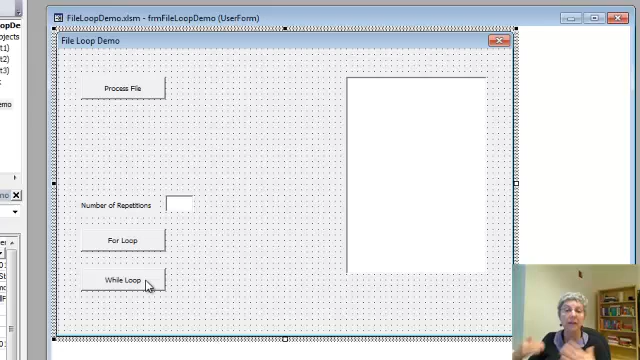 FileLoopDemo.xlsm - frmFileLoopDemo (UserForm)
File Loop Demo
Process File
Number of Repetitions
For Loop
While Loop